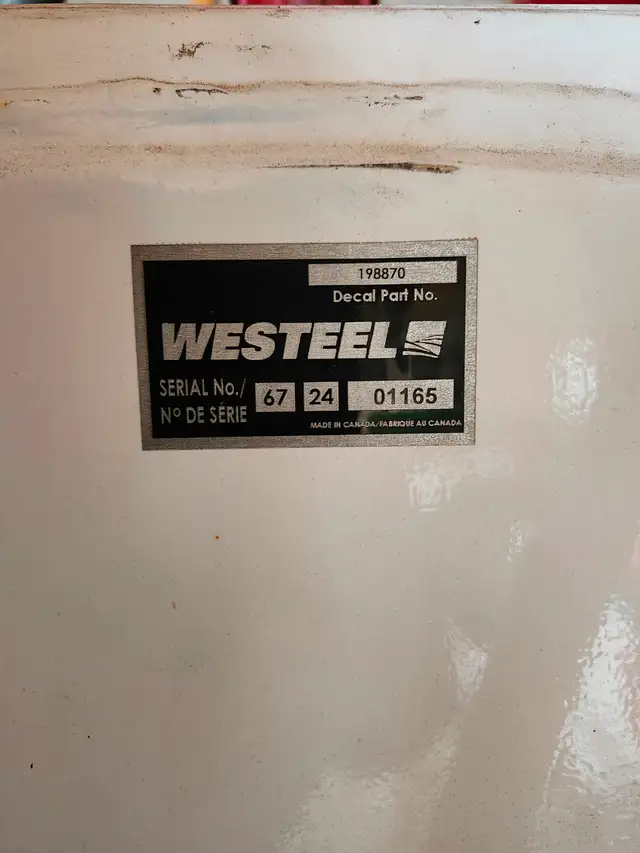 198870
Decal Part No.
WESTEEL
SERIAL No./
Nº DE SÉRIE
67 24 01165
MADE IN CANADA/FABRIQUE AU CANADA